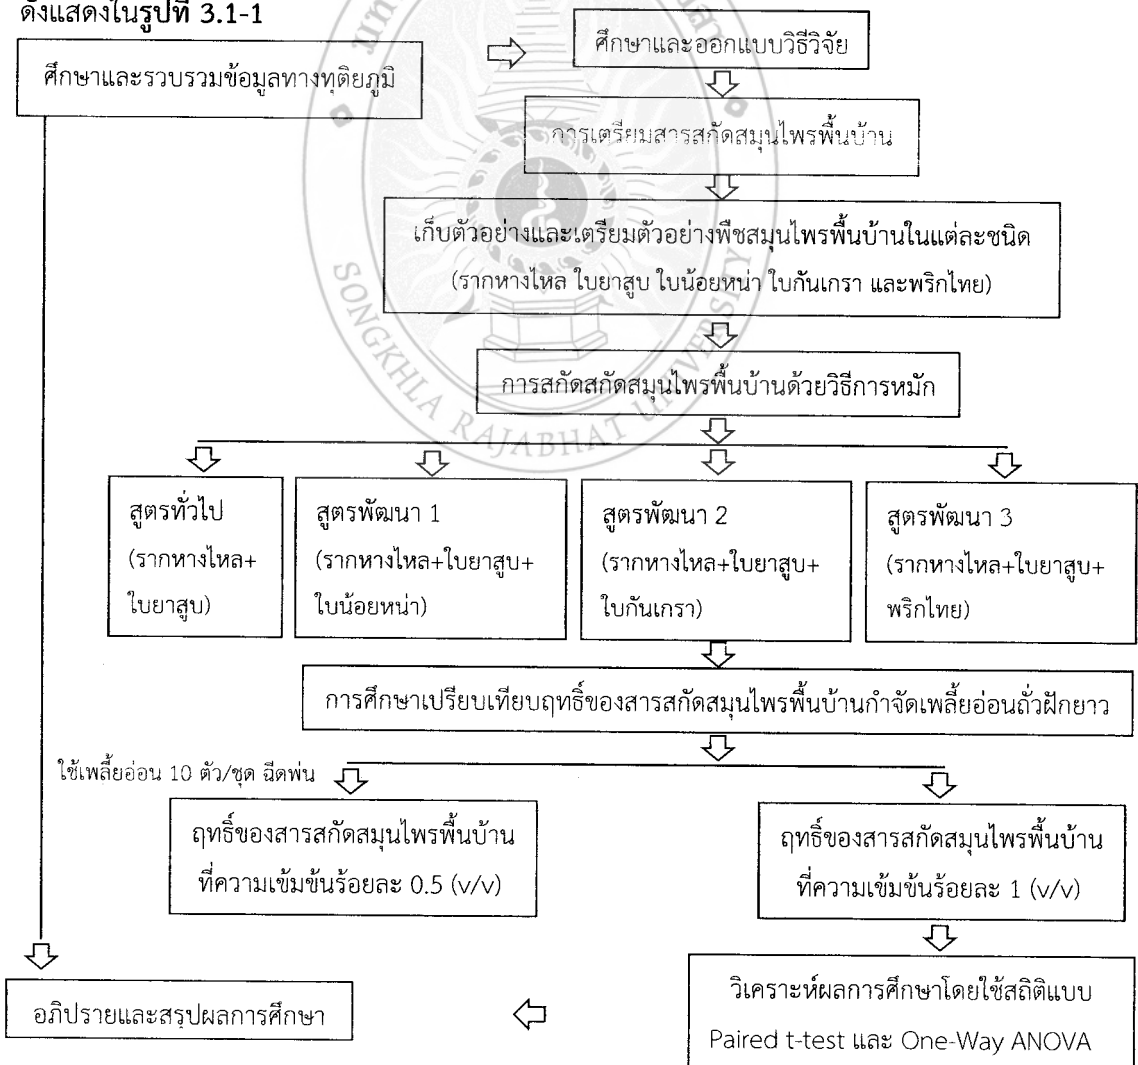 ดังแสดงในรูปที่ 3.1-1
ศึกษาและรวบรวมข้อมูลทางทุติยภูมิ
ศึกษาและออกแบบวิธีวิจัย
การเตรียมสารสกัดสมุนไพรพื้นบ้าน
เก็บตัวอย่างและเตรียมตัวอย่างพืชสมุนไพรพื้นบ้านในแต่ละชนิด
(รากหางไหล ใบยาสูบ ใบน้อยหน่า ใบกันเกรา และพริกไทย)
การสกัดสกัดสมุนไพรพื้นบ้านด้วยวิธีการหมัก
สูตรทั่วไป
(รากหางไหล+
ใบยาสูบ)
สูตรพัฒนา 1
(รากหางไหล+ใบยาสูบ+
ใบน้อยหน่า)
สูตรพัฒนา 2
(รากหางไหล+ใบยาสูบ+
ใบกันเกรา)
สูตรพัฒนา 3
(รากหางไหล+ใบยาสูบ+
พริกไทย)
การศึกษาเปรียบเทียบฤทธิ์ของสารสกัดสมุนไพรพื้นบ้านกำจัดเพลี้ยอ่อนถั่วฝักยาว
ใช้เพลี้ยอ่อน 10 ตัว/ชุด ฉีดพ่น
ฤทธิ์ของสารสกัดสมุนไพรพื้นบ้าน
ที่ความเข้มข้นร้อยละ 0.5 (v/v)
ฤทธิ์ของสารสกัดสมุนไพรพื้นบ้าน
ที่ความเข้มข้นร้อยละ 1 (v/v)
วิเคราะห์ผลการศึกษาโดยใช้สถิติแบบ
Paired t-test และ One-Way ANOVA
อภิปรายและสรุปผลการศึกษา
SONGKHLA RAJABHAT UNIVERSITY